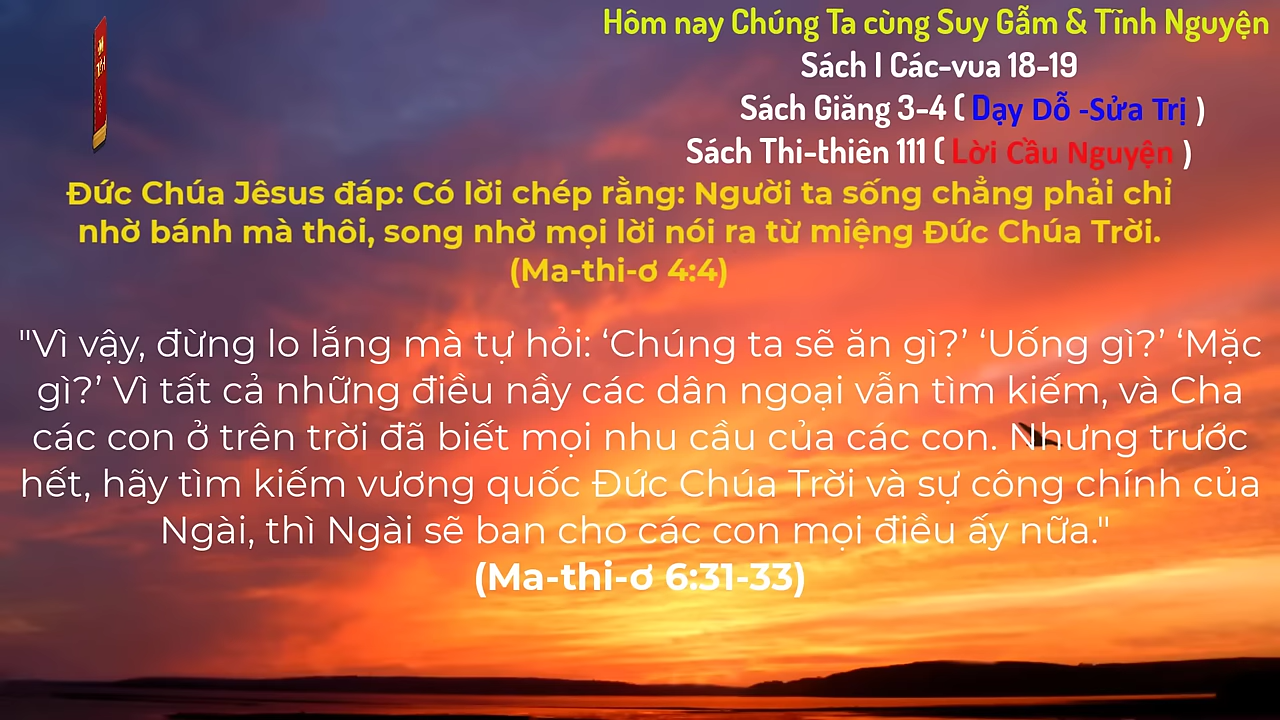 Hôm nay Chúng Ta cùng Suy Gẫm & Tĩnh Nguyện
Sách I Các-vua 18-19
Sách Giăng 3-4 ( Dạy Dỗ -Sửa Trị )
Sách Thi-thiên 111 ( Lời Cầu Nguyện )
Đức Chúa Jêsus đáp: Có lời chép rằng: Người ta sống chẳng phải chỉ
nhờ bánh mà thôi, song nhờ mọi lời nói ra từ miệng Đức Chúa Trời.
(Ma-thi-ơ 4:4)
"Vì vậy, đừng lo lắng mà tự hỏi: ‘Chúng ta sẽ ăn gì?’ ‘Uống gì?’ ‘Mặc
gì?’ Vì tất cả những điều nầy các dân ngoại vẫn tìm kiếm, và Cha
các con ở trên trời đã biết mọi nhu cầu của các con. Nhưng trước
hết, hãy tìm kiếm vương quốc Đức Chúa Trời và sự công chính của
Ngài, thì Ngài sẽ ban cho các con mọi điều ấy nữa."
(Ma-thi-ơ 6:31-33)